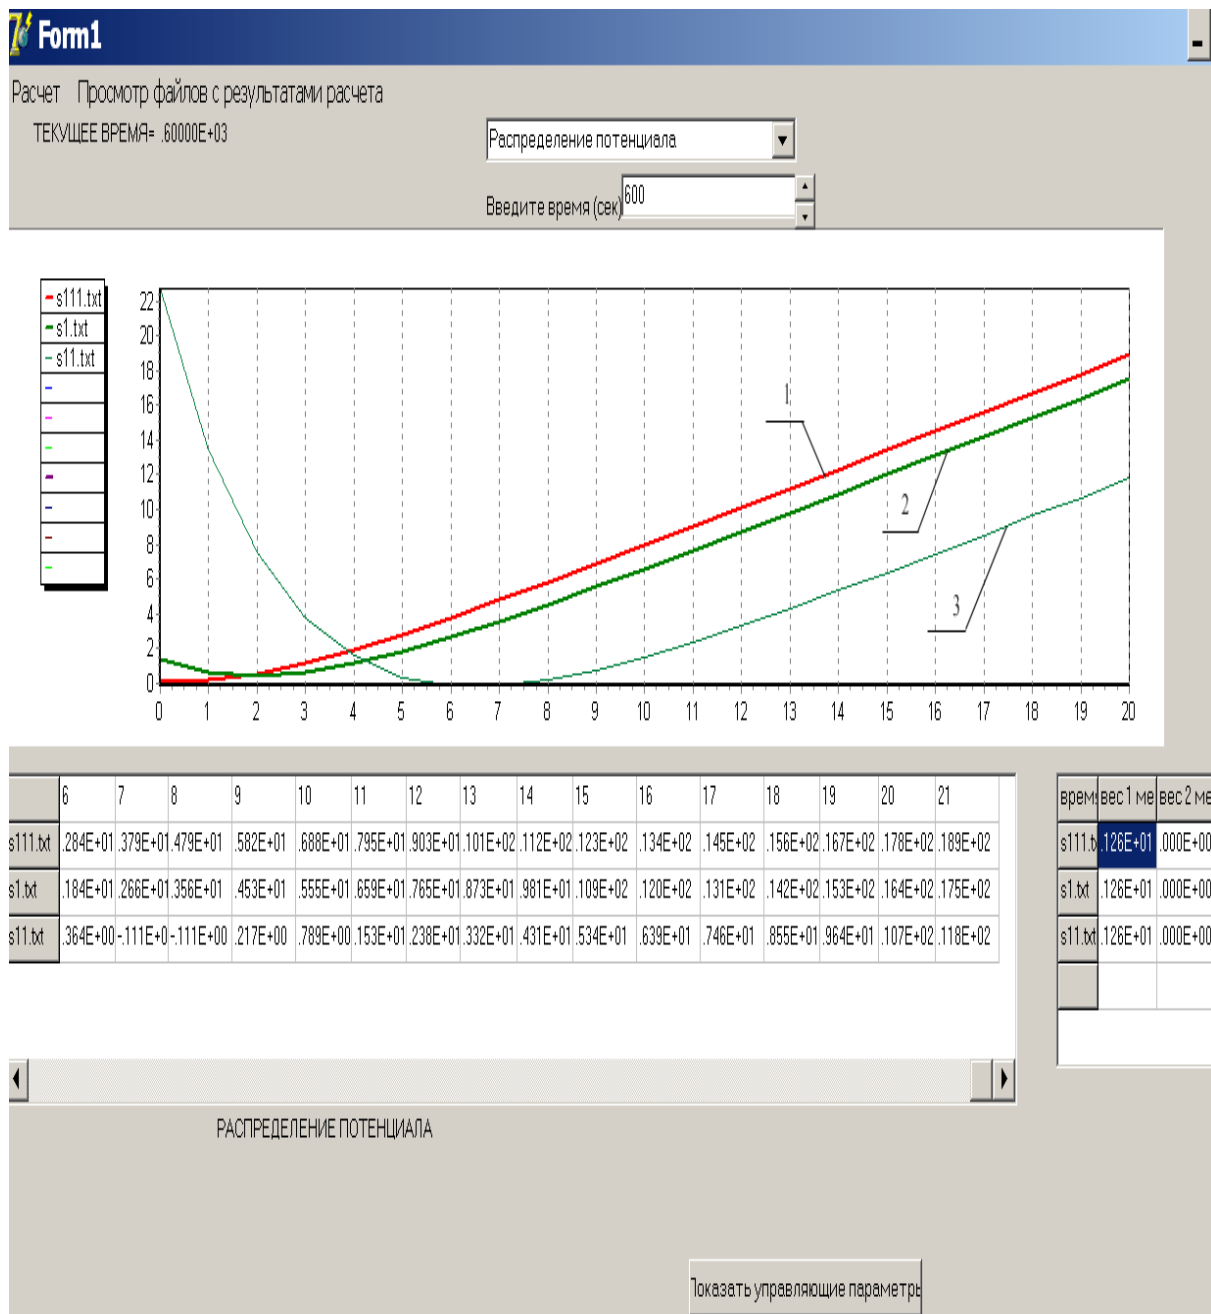 Form1
Расчет Просмотр файлов с результатами расчета
ТЕКУЩЕЕ ВРЕМЯ= .60000E+03
Распределение потенциала
Введите время (сек) 600
s111.txt
s1.txt
s11.txt
22
20
18
16
14
12
10
8
6
4
2
0
1
2
3
0 1 2 3 4 5 6 7 8 9 10 11 12 13 14 15 16 17 18 19 20
6 7 8 9 10 11 12 13 14 15 16 17 18 19 20 21
s111.txt .284E+01 .379E+01 .479E+01 .582E+01 .688E+01 .795E+01 .903E+01 .101E+02 .112E+02 .123E+02 .134E+02 .145E+02 .156E+02 .167E+02 .178E+02 .189E+02
s1.txt .184E+01 .266E+01 .356E+01 .453E+01 .555E+01 .659E+01 .765E+01 .873E+01 .981E+01 .109E+02 .120E+02 .131E+02 .142E+02 .153E+02 .164E+02 .175E+02
s11.txt .364E+00 -.111E+0 -.111E+00 .217E+00 .789E+00 .153E+01 .238E+01 .332E+01 .431E+01 .534E+01 .639E+01 .746E+01 .855E+01 .964E+01 .107E+02 .118E+02
время вес 1 ме вес 2 ме
s111.t .126E+01 .000E+00
s1.txt .126E+01 .000E+00
s11.txt .126E+01 .000E+00
РАСПРЕДЕЛЕНИЕ ПОТЕНЦИАЛА
Показать управляющие параметры